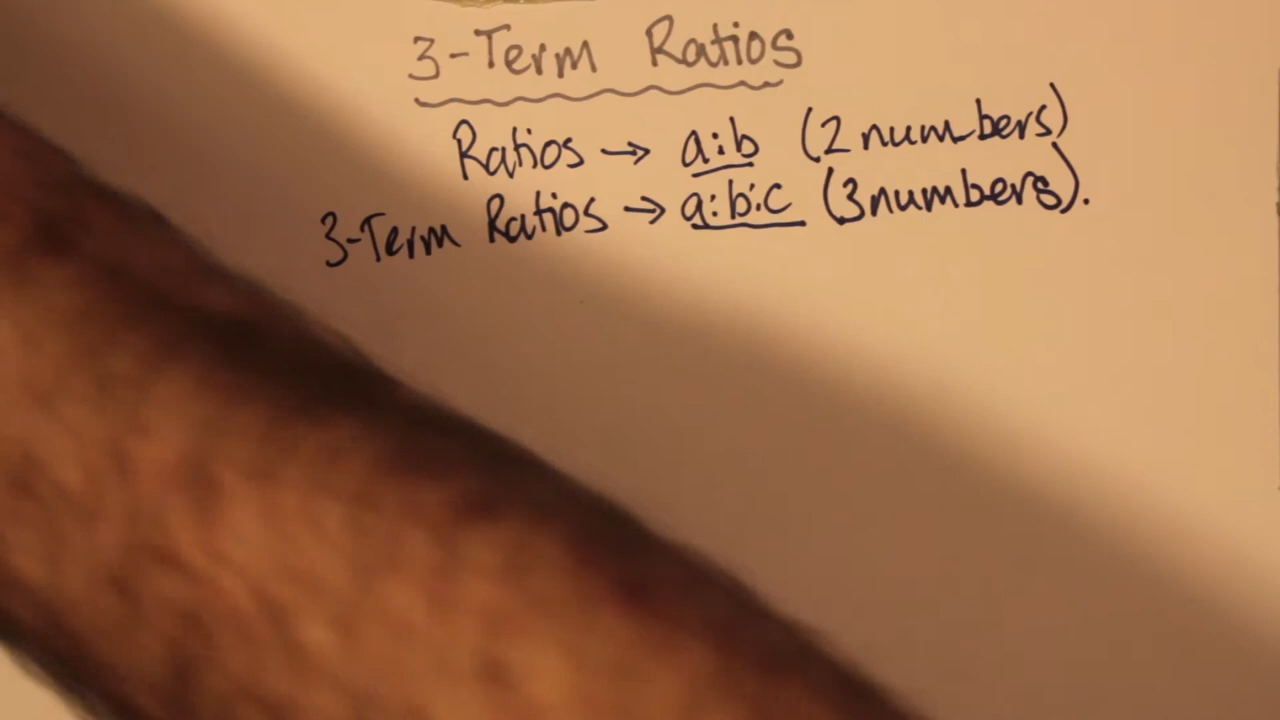 3-Term Ratios
Ratios → a:b (2 numbers)
3-Term Ratios → a:b:c (3numbers).